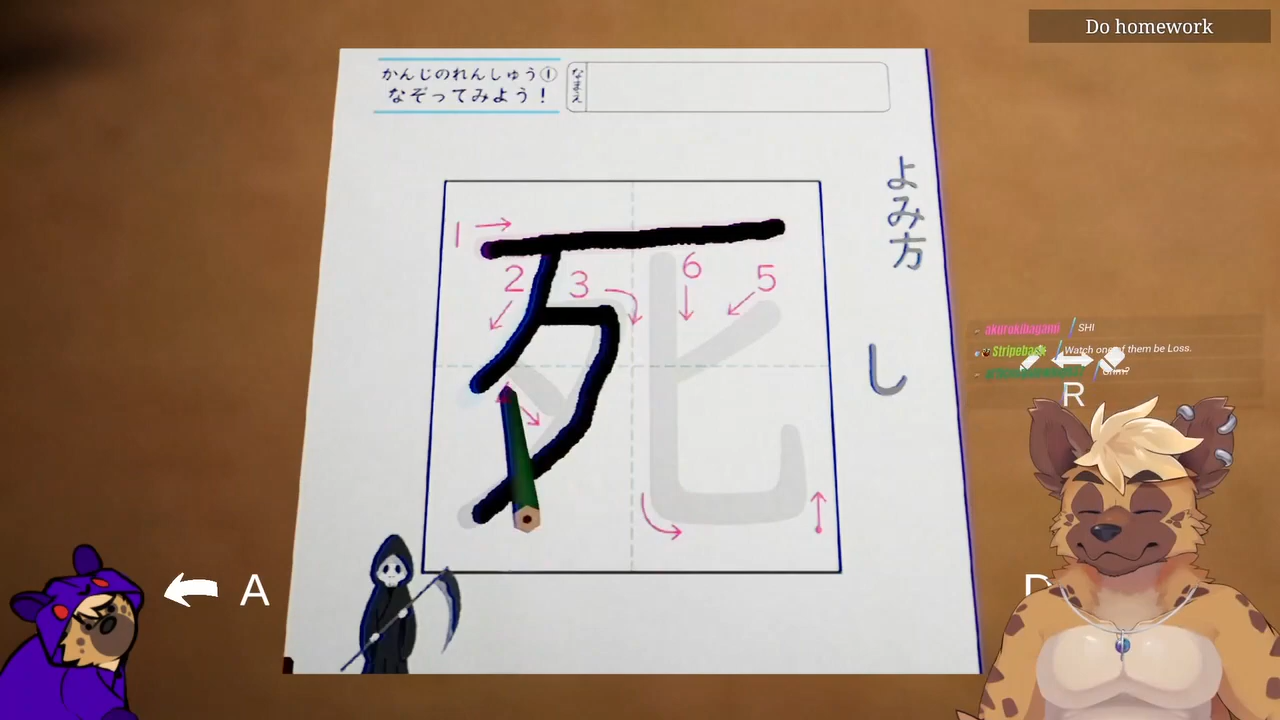 Do homework
かんじのれんしゅう①
なぞってみよう!
なまえ
よみ方
し
1
2
3
6
5
死
akurokibagami SHI
Stripeback Watch one of them be Loss.
R
A
D